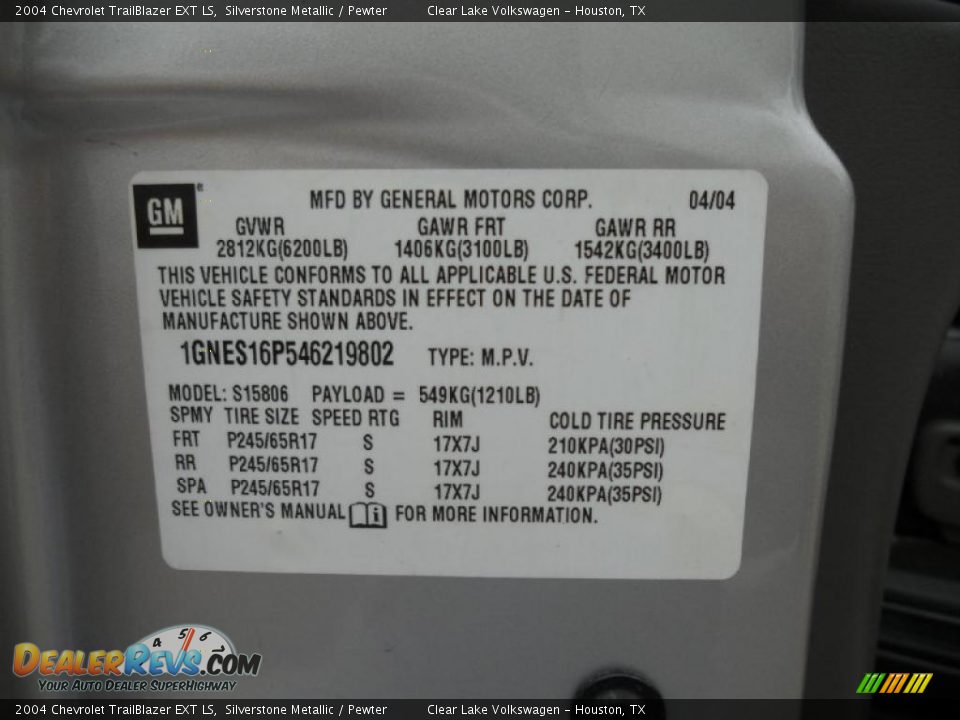 2004 Chevrolet TrailBlazer EXT LS, Silverstone Metallic / Pewter Clear Lake Volkswagen - Houston, TX
GM ® MFD BY GENERAL MOTORS CORP. 04/04
GVWR GAWR FRT GAWR RR
2812KG(6200LB) 1406KG(3100LB) 1542KG(3400LB)
THIS VEHICLE CONFORMS TO ALL APPLICABLE U.S. FEDERAL MOTOR
VEHICLE SAFETY STANDARDS IN EFFECT ON THE DATE OF
MANUFACTURE SHOWN ABOVE.
1GNES16P546219802 TYPE: M.P.V.
MODEL: S15806 PAYLOAD = 549KG(1210LB)
SPMY TIRE SIZE SPEED RTG RIM COLD TIRE PRESSURE
FRT P245/65R17 S 17X7J 210KPA(30PSI)
RR P245/65R17 S 17X7J 240KPA(35PSI)
SPA P245/65R17 S 17X7J 240KPA(35PSI)
SEE OWNER'S MANUAL i FOR MORE INFORMATION.
4 5 6 7
DEALERREVS.COM
YOUR AUTO DEALER SUPERHIGHWAY
2004 Chevrolet TrailBlazer EXT LS, Silverstone Metallic / Pewter Clear Lake Volkswagen - Houston, TX